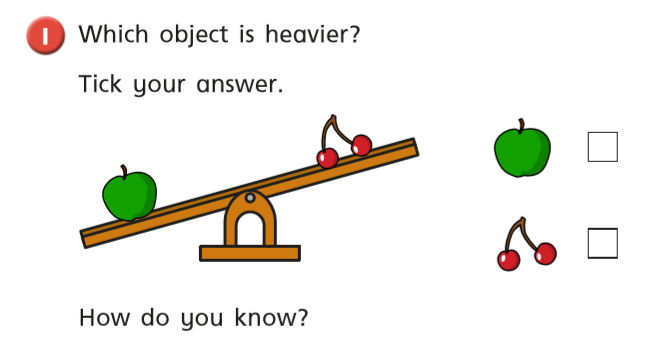 1 Which object is heavier?
Tick your answer.
How do you know?